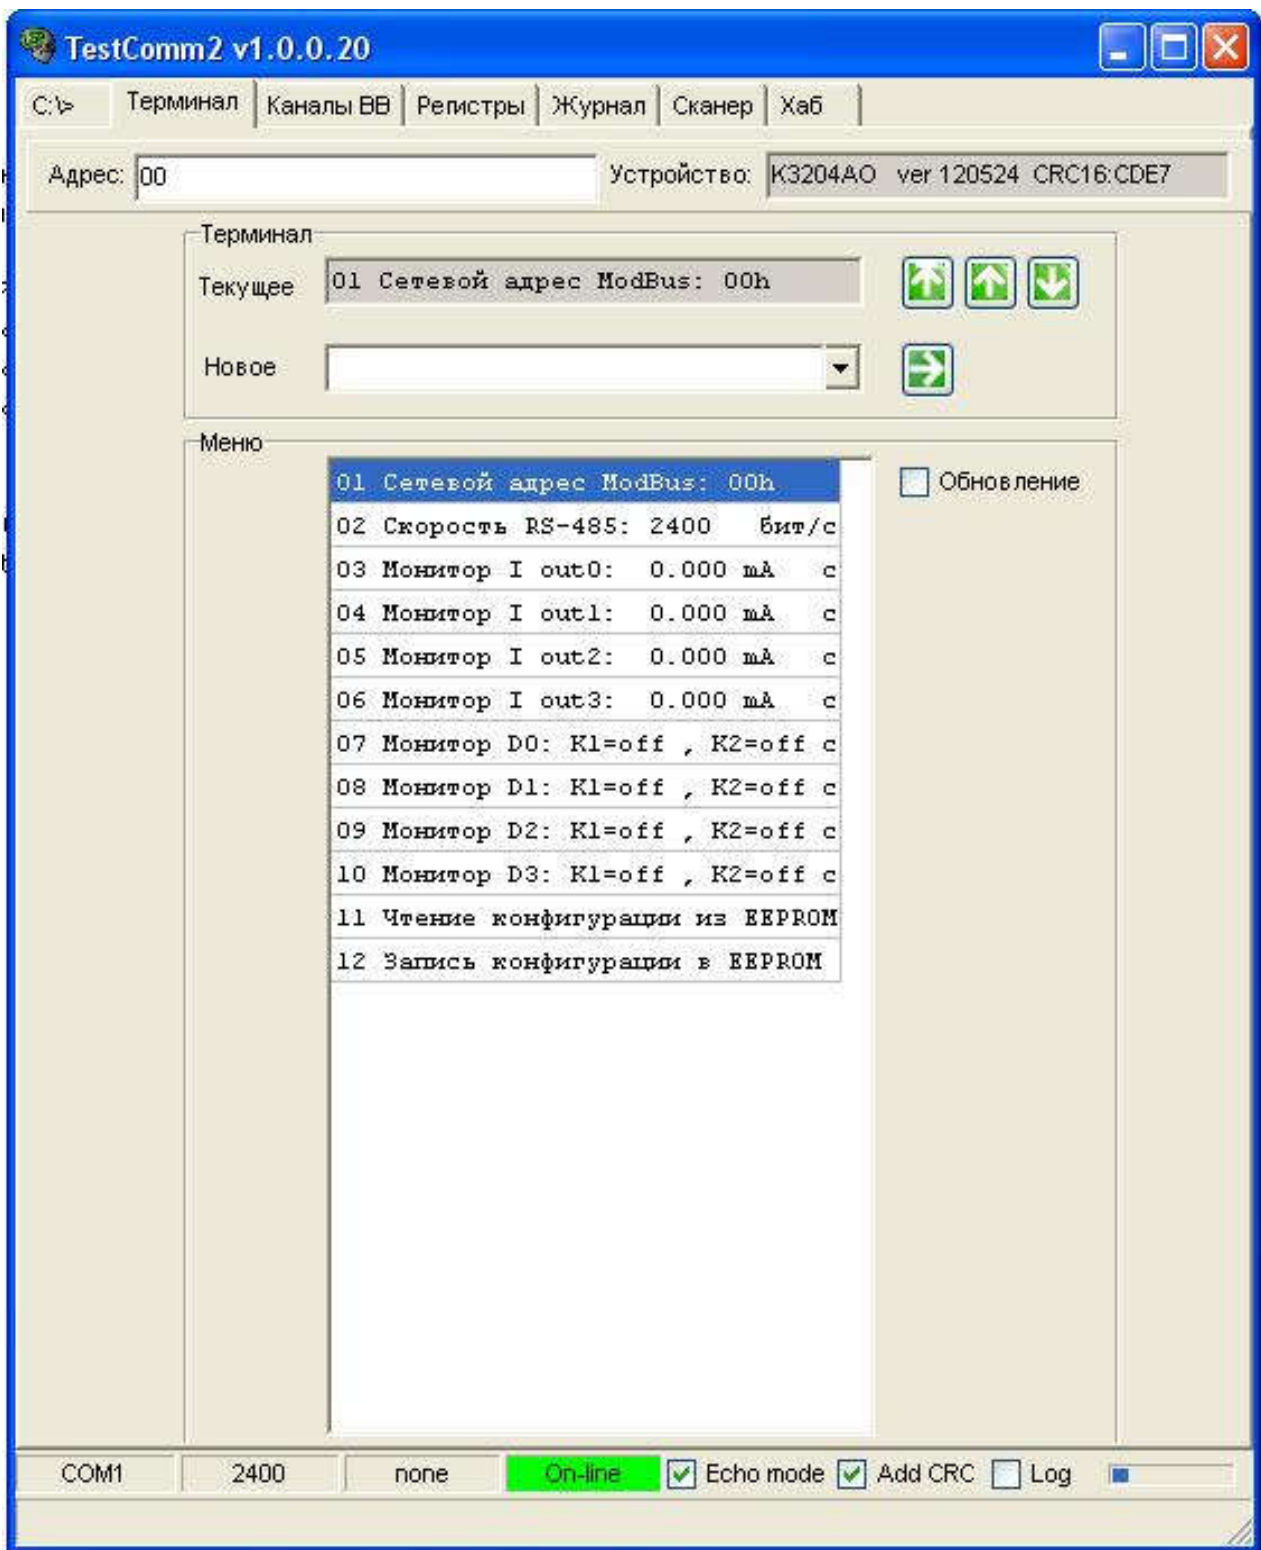 TestComm2 v1.0.0.20
C:\> Терминал Каналы ВВ Регистры Журнал Сканер Хаб
Адрес: 00 Устройство: K3204AO ver 120524 CRC16:CDE7
Терминал
Текущее 01 Сетевой адрес ModBus: 00h
Новое
Меню
01 Сетевой адрес ModBus: 00h
Обновление
02 Скорость RS-485: 2400 бит/с
03 Монитор I out0: 0.000 mA с
04 Монитор I out1: 0.000 mA с
05 Монитор I out2: 0.000 mA с
06 Монитор I out3: 0.000 mA с
07 Монитор D0: K1=off , K2=off с
08 Монитор D1: K1=off , K2=off с
09 Монитор D2: K1=off , K2=off с
10 Монитор D3: K1=off , K2=off с
11 Чтение конфигурации из EEPROM
12 Запись конфигурации в EEPROM
COM1 2400 none On-line Echo mode Add CRC Log